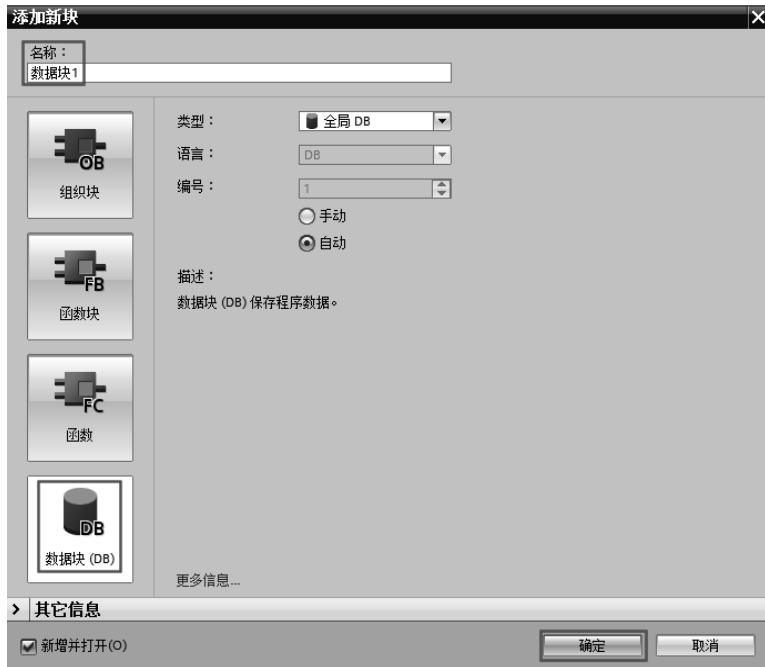 添加新块
名称：
数据块1
OB
组织块
FB
函数块
FC
函数
DB
数据块 (DB)
类型：
全局 DB
语言：
DB
编号：
1
手动
自动
描述：
数据块 (DB) 保存程序数据。
更多信息...
其它信息
新增并打开(O)
确定
取消